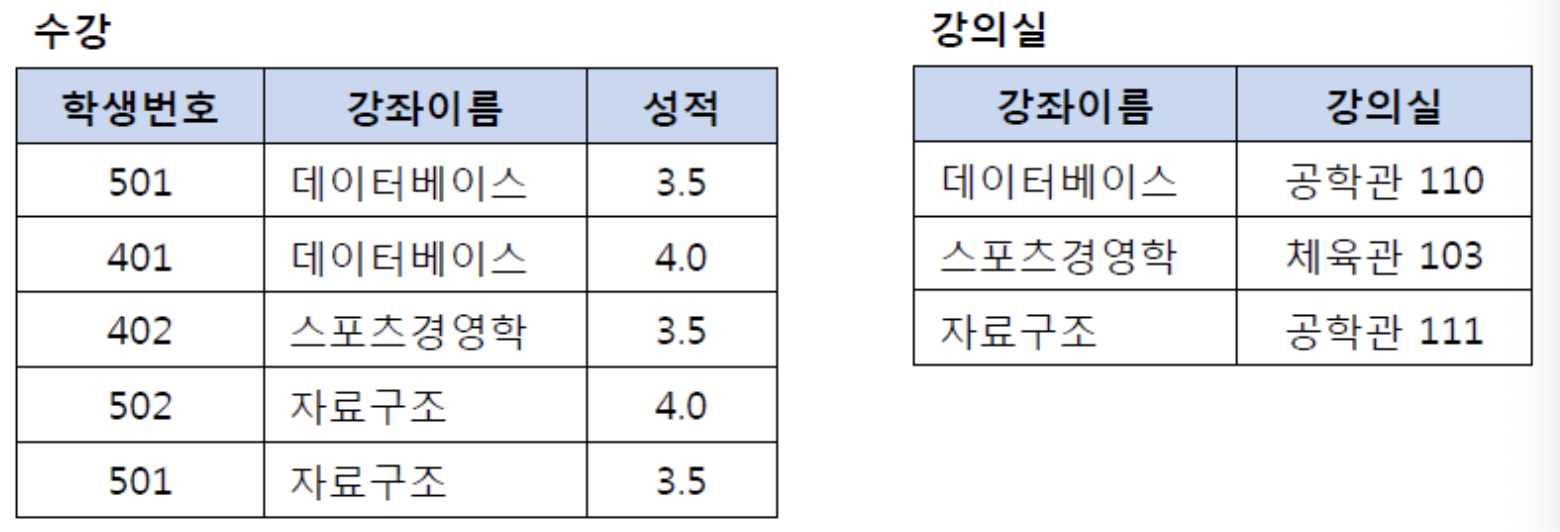 수강
학생번호 강좌이름 성적
501 데이터베이스 3.5
401 데이터베이스 4.0
402 스포츠경영학 3.5
502 자료구조 4.0
501 자료구조 3.5
강의실
강좌이름 강의실
데이터베이스 공학관 110
스포츠경영학 체육관 103
자료구조 공학관 111